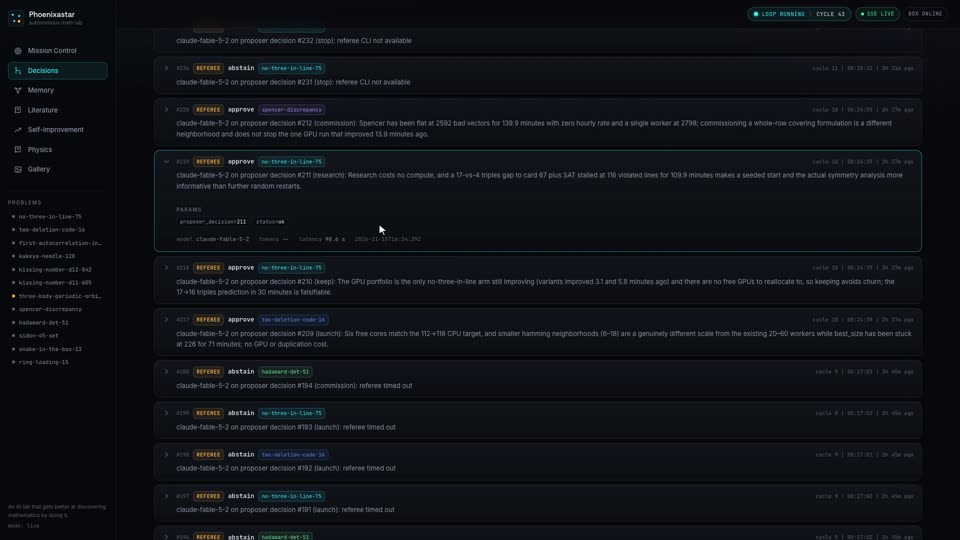 Phoenixastar
autonomous math lab
LOOP RUNNING | CYCLE 43
SSE LIVE
BOX ONLINE
Mission Control
Decisions
Memory
Literature
Self-improvement
Physics
Gallery
PROBLEMS
no-three-in-line-75
two-deletion-code-16
first-autocorrelation-in…
kakeya-needle-128
kissing-number-d12-842
kissing-number-d11-605
three-body-periodic-orbi…
spencer-discrepancy
hadamard-det-51
sidon-45-set
snake-in-the-box-13
ring-loading-15
An AI lab that gets better at discovering
mathematics by doing it.
mode: live
claude-fable-5-2 on proposer decision #232 (stop): referee CLI not available
REFEREE abstain no-three-in-line-75
claude-fable-5-2 on proposer decision #231 (stop): referee CLI not available
#220 REFEREE approve spencer-discrepancy cycle 10 | 2h 37m ago
claude-fable-5-2 on proposer decision #212 (commission): Spencer has been flat at 2592 bad vectors for 139.9 minutes with zero hourly rate and a single worker at 2798; commissioning a whole-row covering formulation is a different
neighborhood and does not stop the one GPU run that improved 13.9 minutes ago.
#219 REFEREE approve no-three-in-line-75 cycle 10 | 08:24:39 | 2h 37m ago
claude-fable-5-2 on proposer decision #211 (research): Research costs no compute, and a 17-vs-4 triples gap to card 67 plus SAT stalled at 116 violated lines for 109.9 minutes makes a seeded start and the actual symmetry analysis more
informative than further random restarts.
PARAMS
proposer_decision=211 status=ok
model claude-fable-5-2 tokens —— latency 90.6 s
#218 REFEREE approve no-three-in-line-75 cycle 10 | 08:24:39 | 2h 37m ago
claude-fable-5-2 on proposer decision #210 (keep): The GPU portfolio is the only no-three-in-line arm still improving (variants improved 3.1 and 5.8 minutes ago) and there are no free GPUs to reallocate to, so keeping avoids churn; the
17→16 triples prediction in 30 minutes is falsifiable.
#217 REFEREE approve two-deletion-code-16 cycle 10 | 08:24:39 | 2h 37m ago
claude-fable-5-2 on proposer decision #209 (launch): Six free cores match the 112→118 CPU target, and smaller hamming neighborhoods (6–18) are a genuinely different scale from the existing 20–60 workers while best_size has been stuck
at 226 for 71 minutes; no GPU or duplication cost.
#200 REFEREE abstain hadamard-det-51 cycle 9 | 08:17:03 | 2h 45m ago
claude-fable-5-2 on proposer decision #194 (commission): referee timed out
#199 REFEREE abstain no-three-in-line-75 cycle 9 | 08:17:02 | 2h 45m ago
claude-fable-5-2 on proposer decision #193 (launch): referee timed out
#198 REFEREE abstain two-deletion-code-16 cycle 9 | 08:17:02 | 2h 45m ago
claude-fable-5-2 on proposer decision #192 (launch): referee timed out
#197 REFEREE abstain no-three-in-line-75 cycle 9 | 08:17:02 | 2h 45m ago
claude-fable-5-2 on proposer decision #191 (launch): referee timed out
#196 REFEREE abstain hadamard-det-51